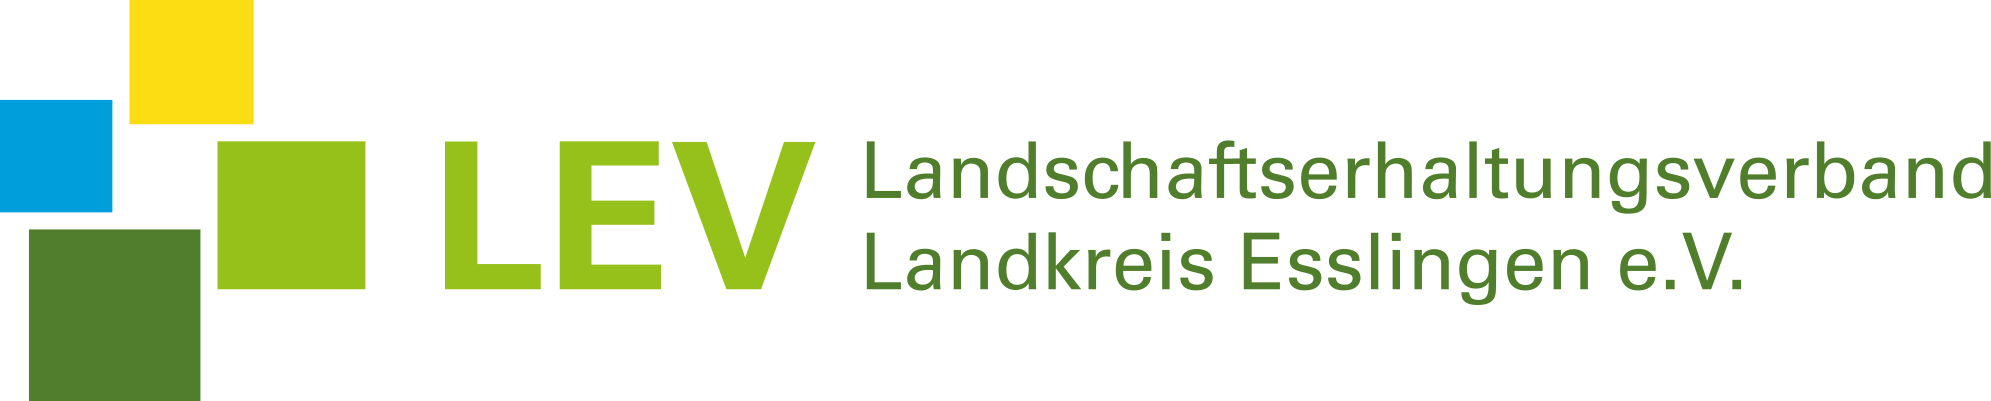 LEV
Landschaftserhaltungsverband
Landkreis Esslingen e.V.